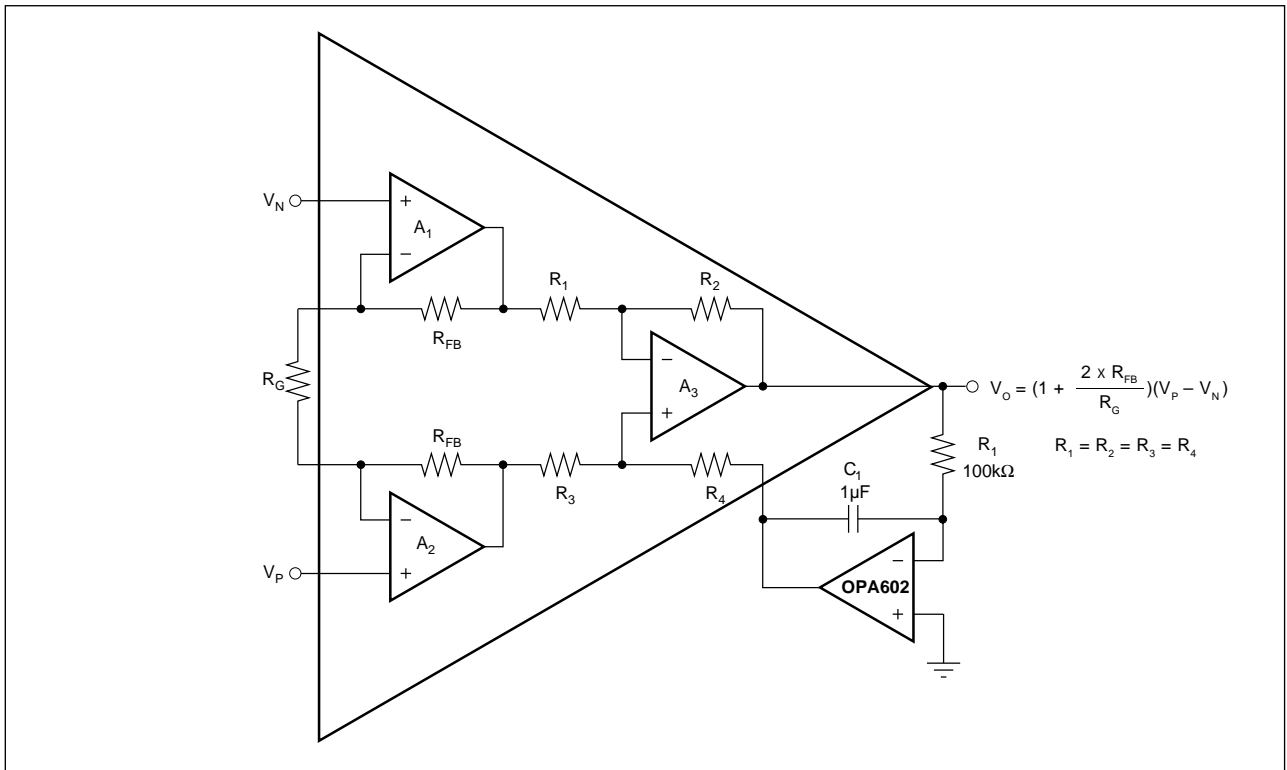 V_N
+
A_1
−
R_FB
R_1
R_2
R_G
−
A_3
+
V_O = (1 + 2 x R_FB / R_G)(V_P − V_N)
R_1 = R_2 = R_3 = R_4
R_1
100kΩ
R_FB
R_3
R_4
C_1
1µF
−
A_2
+
V_P
−
OPA602
+